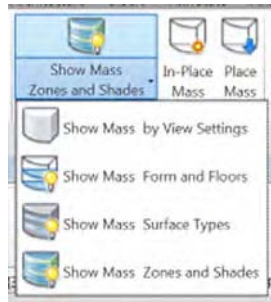 Show Mass
Zones and Shades
In-Place
Mass
Place
Mass
Show Mass by View Settings
Show Mass Form and Floors
Show Mass Surface Types
Show Mass Zones and Shades